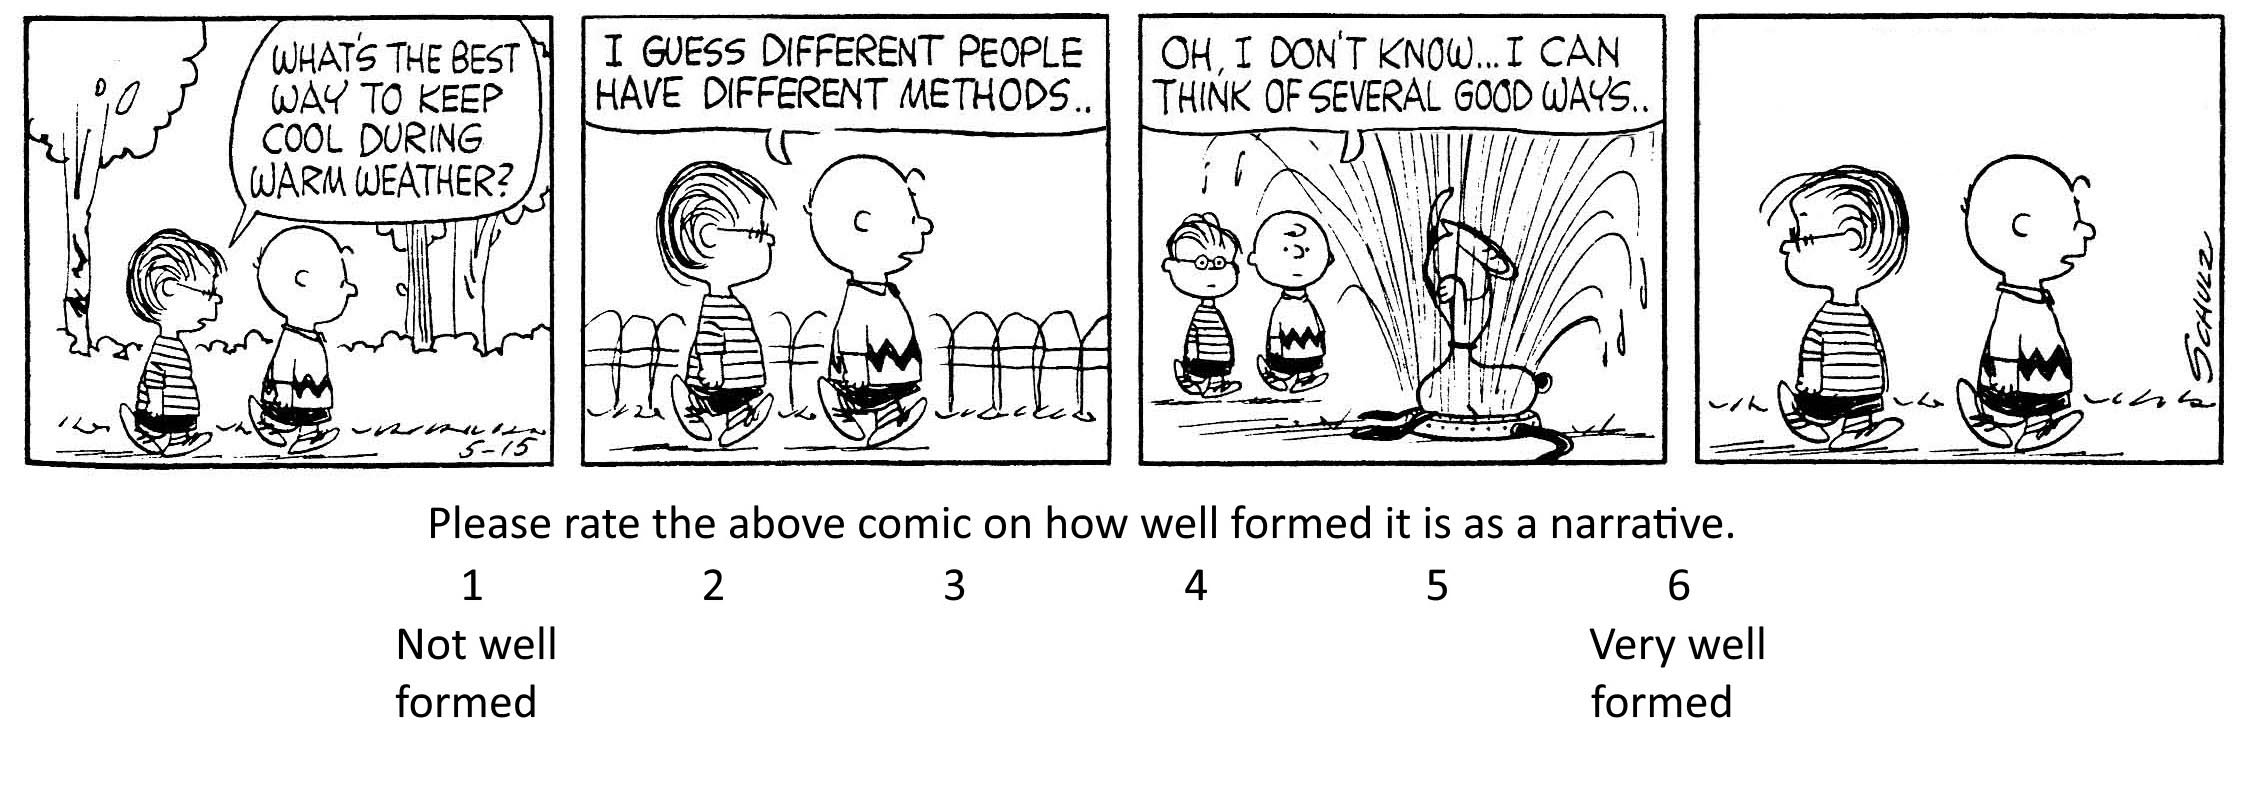 WHAT'S THE BEST
WAY TO KEEP
COOL DURING
WARM WEATHER?
5-15
I GUESS DIFFERENT PEOPLE
HAVE DIFFERENT METHODS..
OH, I DON'T KNOW...I CAN
THINK OF SEVERAL GOOD WAYS..
SCHULZ
Please rate the above comic on how well formed it is as a narrative.
1 2 3 4 5 6
Not well
formed
Very well
formed